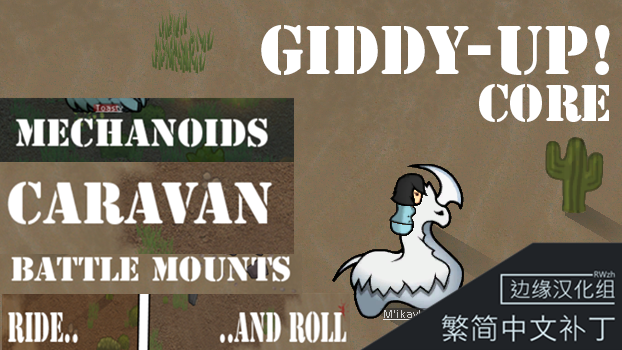 GIDDY-UP!
CORE
Toasty
MECHANOIDS
CARAVAN
BATTLE MOUNTS
RIDE..
..AND ROLL
RWzh
边缘汉化组
繁简中文补丁